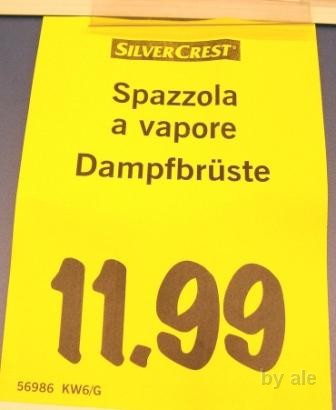 SILVERCREST®
Spazzola
a vapore
Dampfbrüste
11.99
56986 KW6/G
by ale